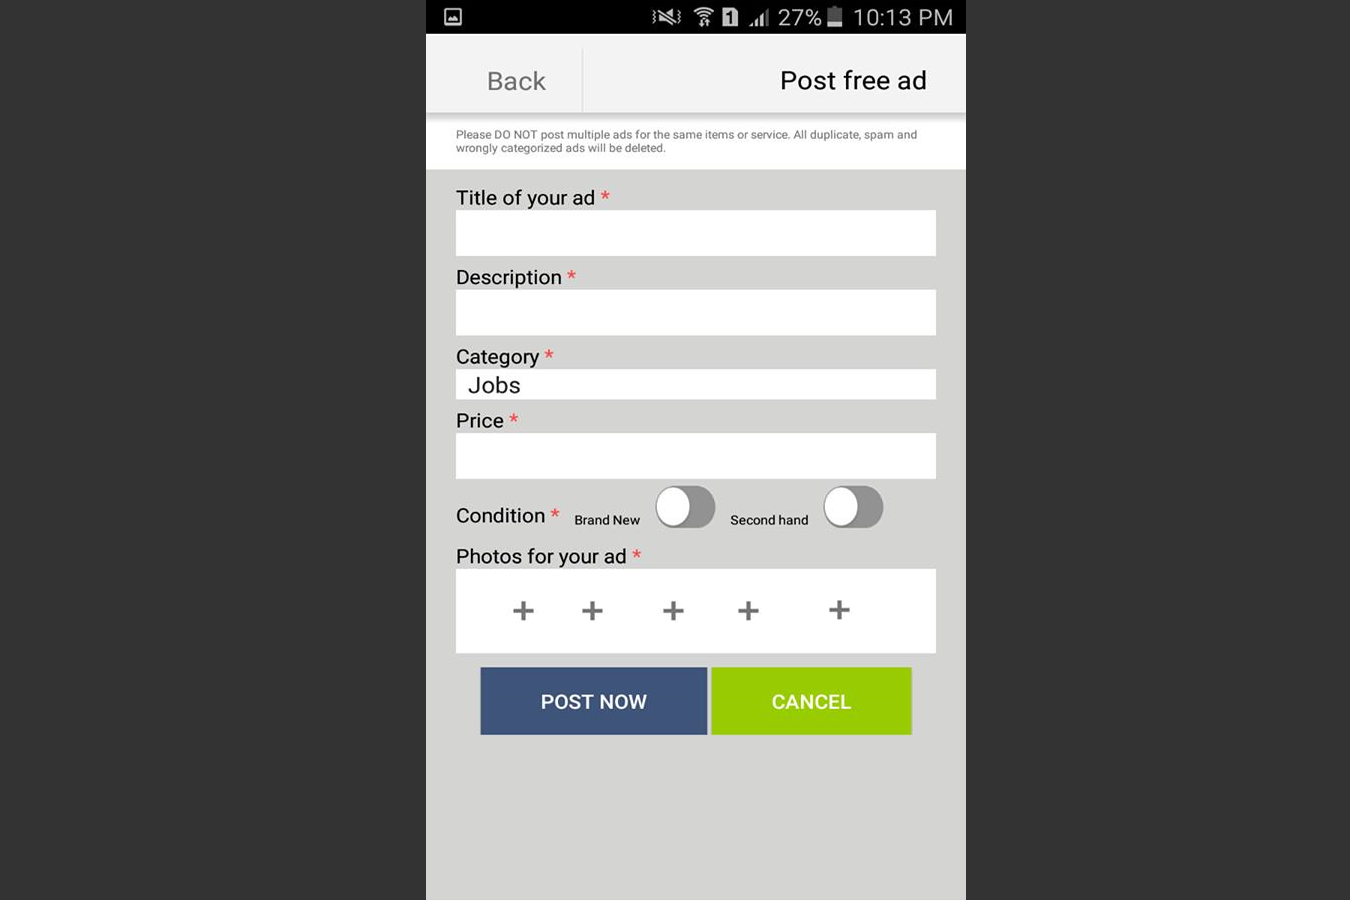 1 27% 10:13 PM
Back Post free ad
Please DO NOT post multiple ads for the same items or service. All duplicate, spam and
wrongly categorized ads will be deleted.
Title of your ad *
Description *
Category *
Jobs
Price *
Condition * Brand New Second hand
Photos for your ad *
+ + + + +
POST NOW CANCEL